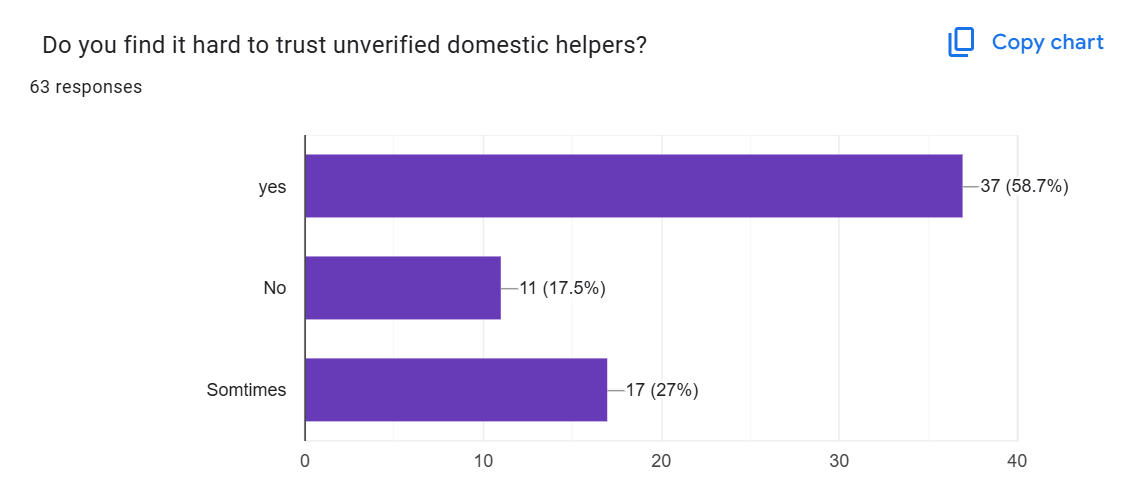 Do you find it hard to trust unverified domestic helpers?
Copy chart
63 responses
yes
37 (58.7%)
No
11 (17.5%)
Somtimes
17 (27%)
0 10 20 30 40